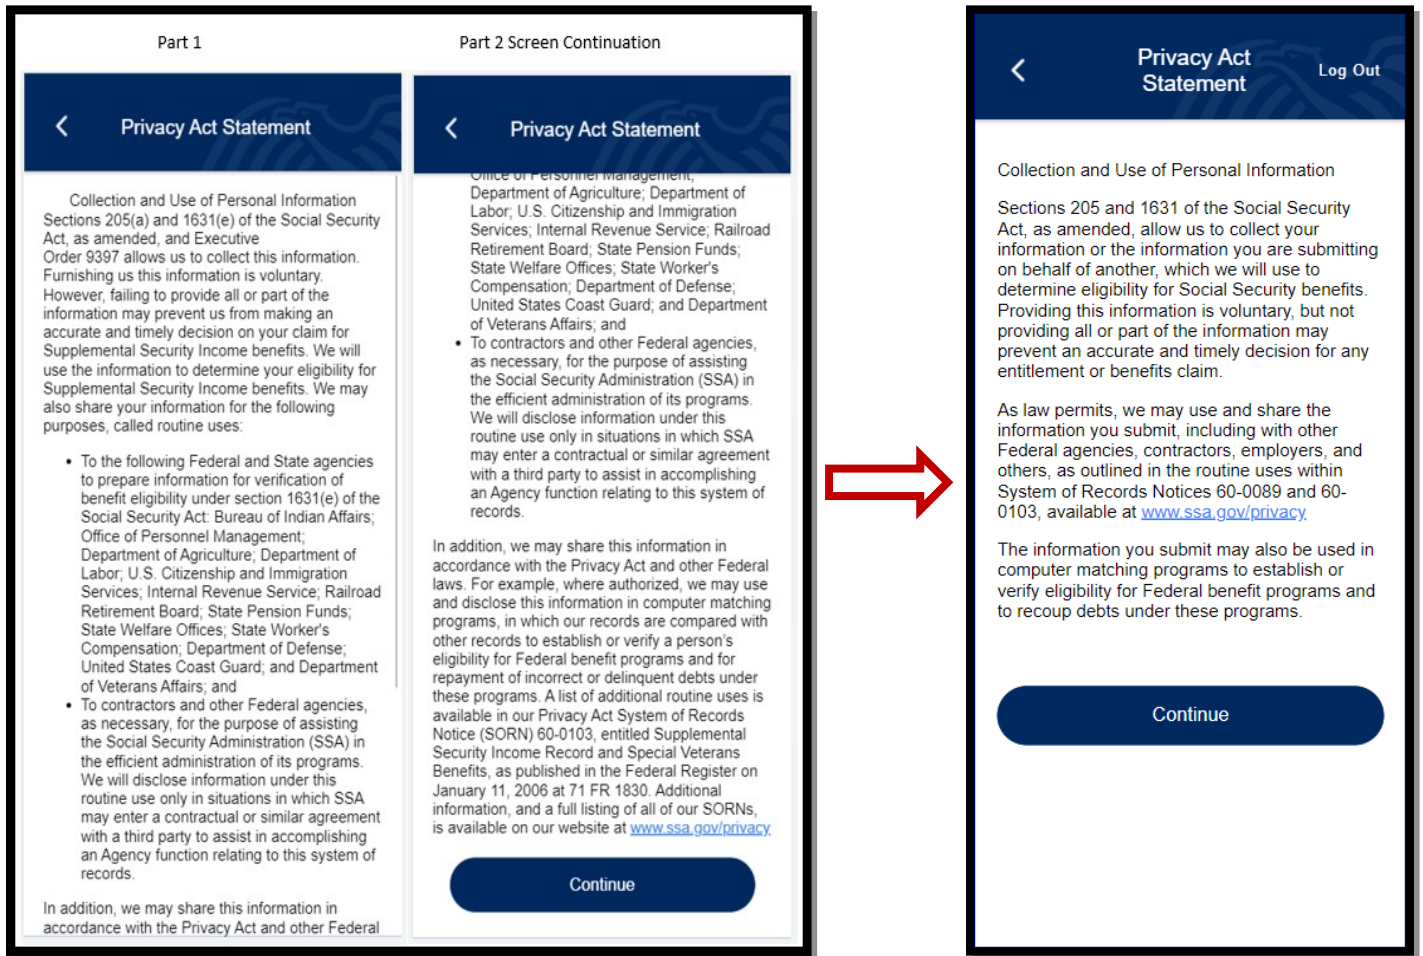 Part 1
Privacy Act Statement
Collection and Use of Personal Information
Sections 205(a) and 1631(e) of the Social Security
Act, as amended, and Executive
Order 9397 allows us to collect this information.
Furnishing us this information is voluntary.
However, failing to provide all or part of the
information may prevent us from making an
accurate and timely decision on your claim for
Supplemental Security Income benefits. We will
use the information to determine your eligibility for
Supplemental Security Income benefits. We may
also share your information for the following
purposes, called routine uses:
• To the following Federal and State agencies
to prepare information for verification of
benefit eligibility under section 1631(e) of the
Social Security Act: Bureau of Indian Affairs;
Office of Personnel Management;
Department of Agriculture; Department of
Labor; U.S. Citizenship and Immigration
Services; Internal Revenue Service; Railroad
Retirement Board; State Pension Funds;
State Welfare Offices; State Worker's
Compensation; Department of Defense;
United States Coast Guard; and Department
of Veterans Affairs; and
• To contractors and other Federal agencies,
as necessary, for the purpose of assisting
the Social Security Administration (SSA) in
the efficient administration of its programs.
We will disclose information under this
routine use only in situations in which SSA
may enter a contractual or similar agreement
with a third party to assist in accomplishing
an Agency function relating to this system of
records.
In addition, we may share this information in
accordance with the Privacy Act and other Federal
Part 2 Screen Continuation
Privacy Act Statement
Office of Personnel Management;
Department of Agriculture; Department of
Labor; U.S. Citizenship and Immigration
Services; Internal Revenue Service; Railroad
Retirement Board; State Pension Funds;
State Welfare Offices; State Worker's
Compensation; Department of Defense;
United States Coast Guard; and Department
of Veterans Affairs; and
• To contractors and other Federal agencies,
as necessary, for the purpose of assisting
the Social Security Administration (SSA) in
the efficient administration of its programs.
We will disclose information under this
routine use only in situations in which SSA
may enter a contractual or similar agreement
with a third party to assist in accomplishing
an Agency function relating to this system of
records.
In addition, we may share this information in
accordance with the Privacy Act and other Federal
laws. For example, where authorized, we may use
and disclose this information in computer matching
programs, in which our records are compared with
other records to establish or verify a person's
eligibility for Federal benefit programs and for
repayment of incorrect or delinquent debts under
these programs. A list of additional routine uses is
available in our Privacy Act System of Records
Notice (SORN) 60-0103, entitled Supplemental
Security Income Record and Special Veterans
Benefits, as published in the Federal Register on
January 11, 2006 at 71 FR 1830. Additional
information, and a full listing of all of our SORNs,
is available on our website at www.ssa.gov/privacy
Continue
Privacy Act
Statement
Log Out
Collection and Use of Personal Information
Sections 205 and 1631 of the Social Security
Act, as amended, allow us to collect your
information or the information you are submitting
on behalf of another, which we will use to
determine eligibility for Social Security benefits.
Providing this information is voluntary, but not
providing all or part of the information may
prevent an accurate and timely decision for any
entitlement or benefits claim.
As law permits, we may use and share the
information you submit, including with other
Federal agencies, contractors, employers, and
others, as outlined in the routine uses within
System of Records Notices 60-0089 and 60-
0103, available at www.ssa.gov/privacy
The information you submit may also be used in
computer matching programs to establish or
verify eligibility for Federal benefit programs and
to recoup debts under these programs.
Continue